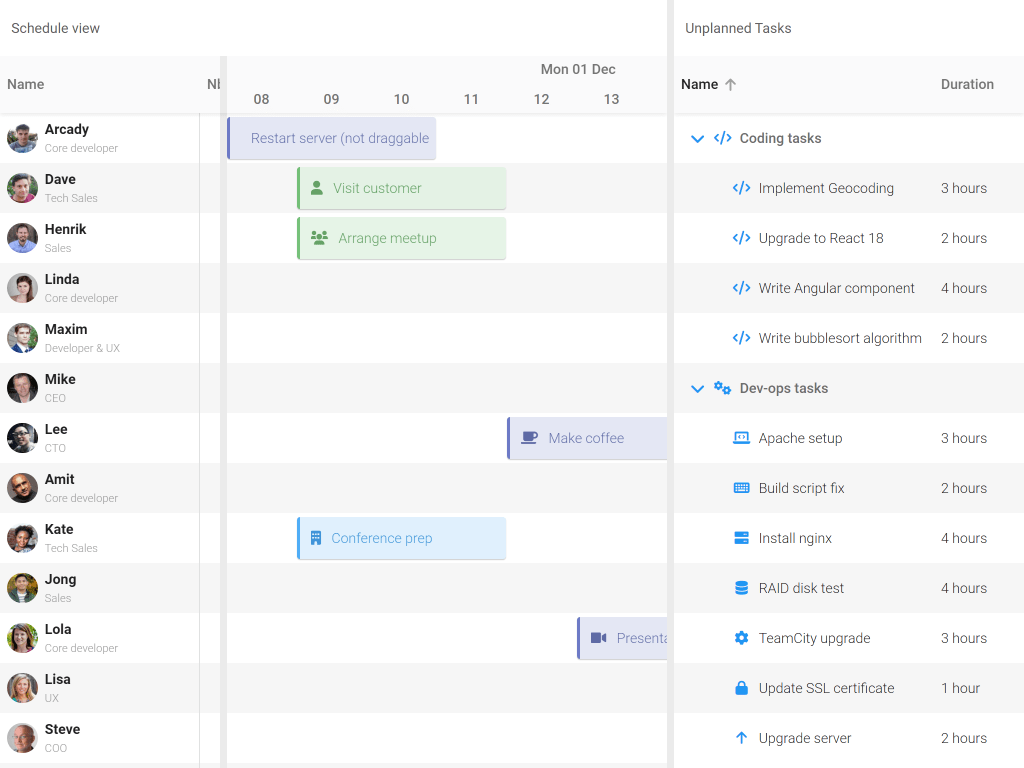 Schedule view
Name
Mon 01 Dec
08 09 10 11 12 13
Arcady
Core developer
Restart server (not draggable
Dave
Tech Sales
Visit customer
Henrik
Sales
Arrange meetup
Linda
Core developer
Maxim
Developer & UX
Mike
CEO
Lee
CTO
Make coffee
Amit
Core developer
Kate
Tech Sales
Conference prep
Jong
Sales
Lola
Core developer
Lisa
UX
Steve
COO
Unplanned Tasks
Name Duration
Coding tasks
Implement Geocoding 3 hours
Upgrade to React 18 2 hours
Write Angular component 4 hours
Write bubblesort algorithm 2 hours
Dev-ops tasks
Apache setup 3 hours
Build script fix 2 hours
Install nginx 4 hours
RAID disk test 4 hours
TeamCity upgrade 3 hours
Update SSL certificate 1 hour
Upgrade server 2 hours